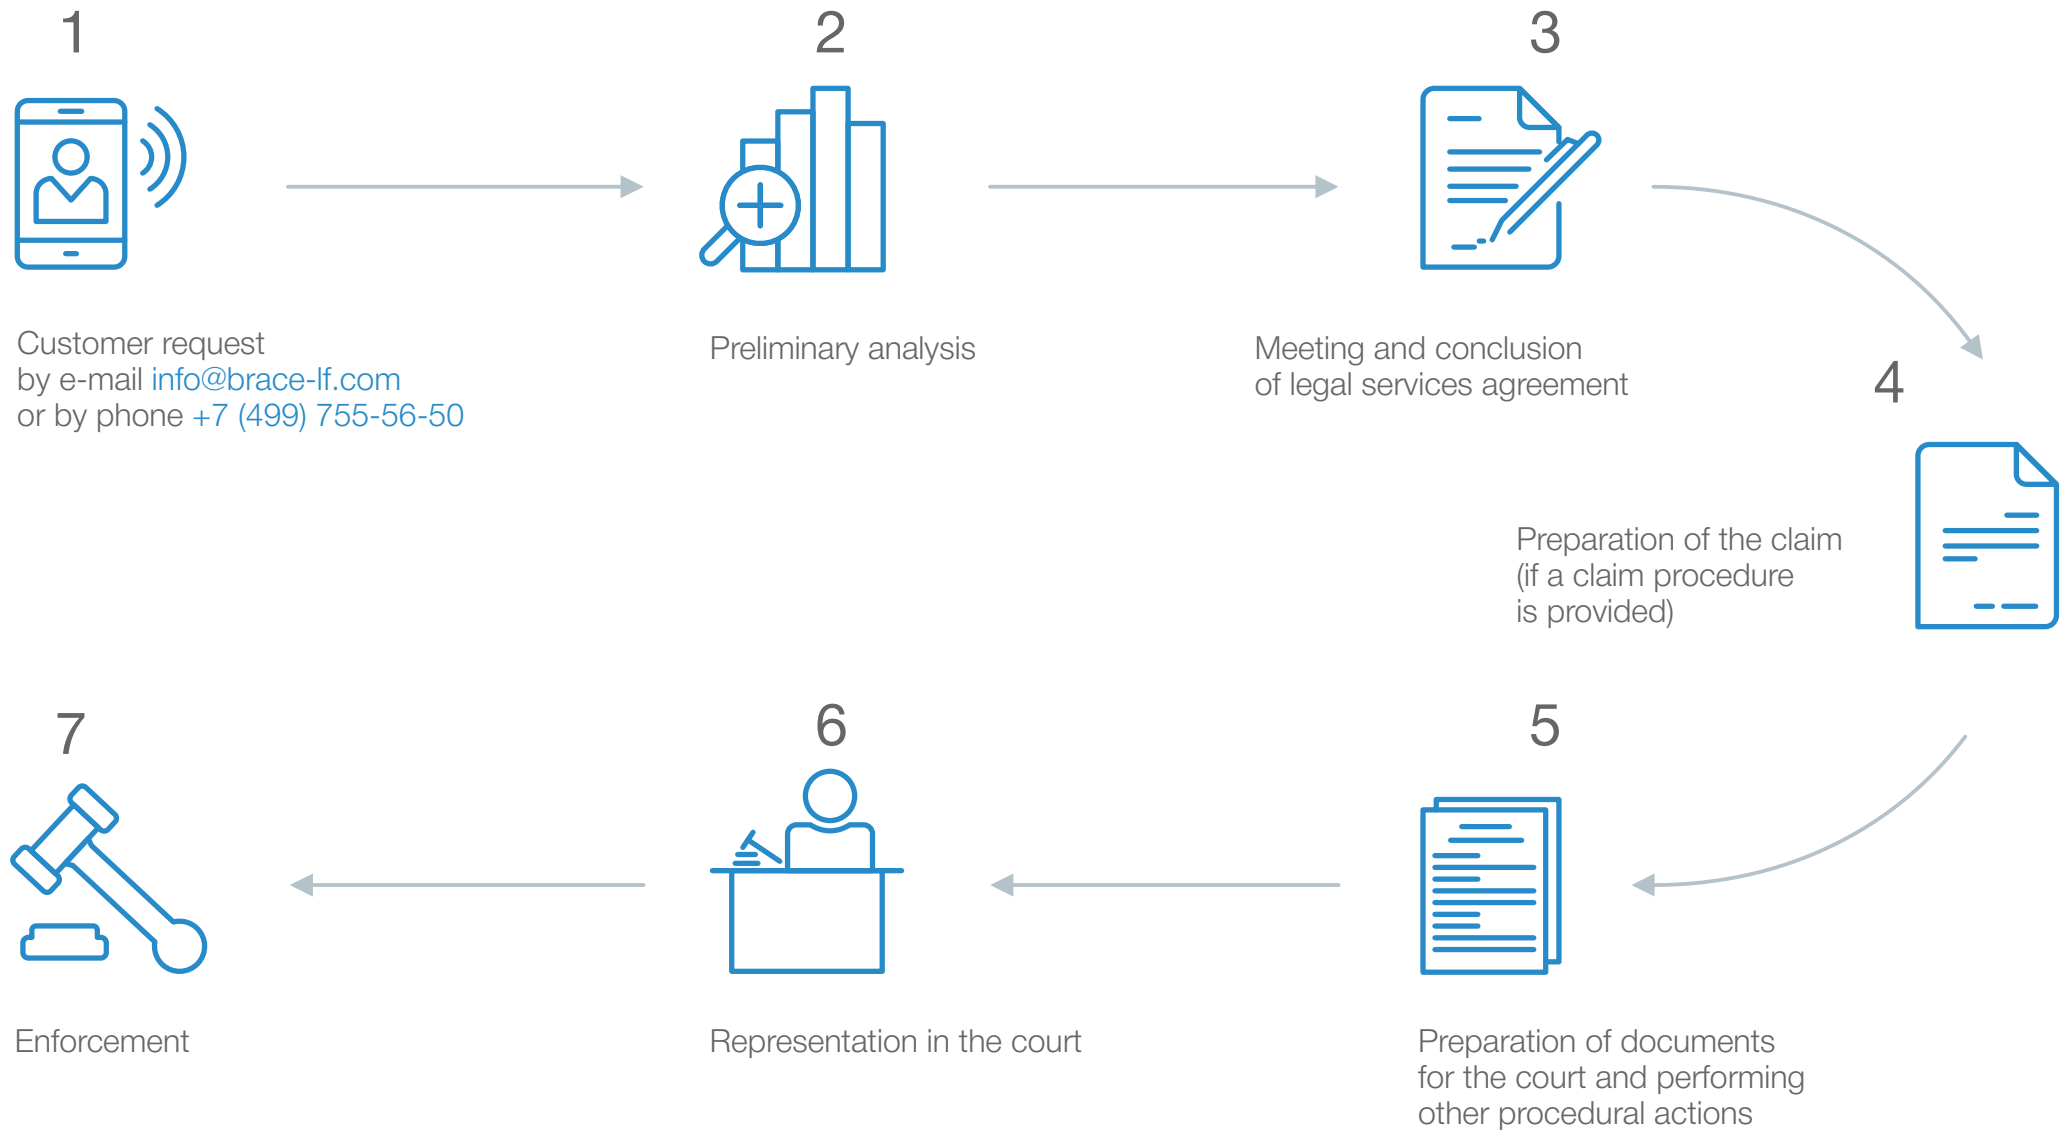 1
Customer request
by e-mail info@brace-lf.com
or by phone +7 (499) 755-56-50
2
Preliminary analysis
3
Meeting and conclusion
of legal services agreement
4
Preparation of the claim
(if a claim procedure
is provided)
5
Preparation of documents
for the court and performing
other procedural actions
6
Representation in the court
7
Enforcement